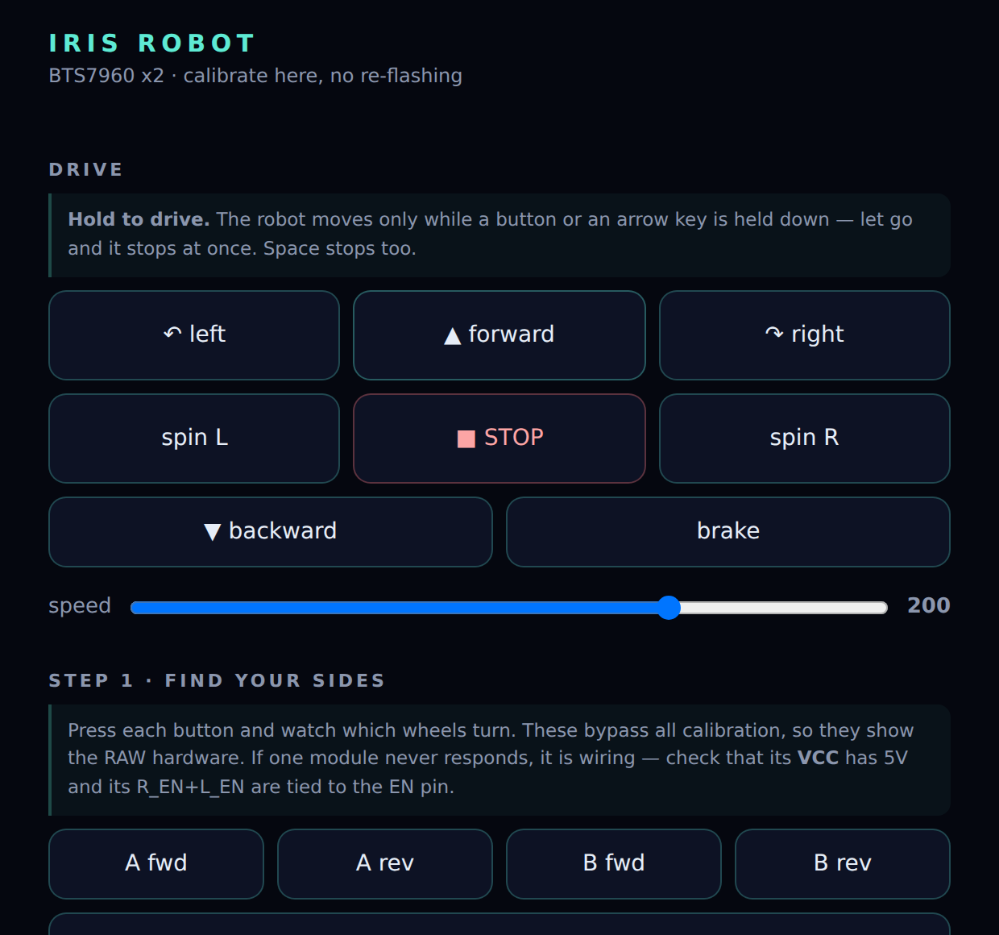 IRIS ROBOT
BTS7960 x2 · calibrate here, no re-flashing
DRIVE
Hold to drive. The robot moves only while a button or an arrow key is held down — let go
and it stops at once. Space stops too.
↶ left
▲ forward
↷ right
spin L
■ STOP
spin R
▼ backward
brake
speed
200
STEP 1 · FIND YOUR SIDES
Press each button and watch which wheels turn. These bypass all calibration, so they show
the RAW hardware. If one module never responds, it is wiring — check that its VCC has 5V
and its R_EN+L_EN are tied to the EN pin.
A fwd
A rev
B fwd
B rev